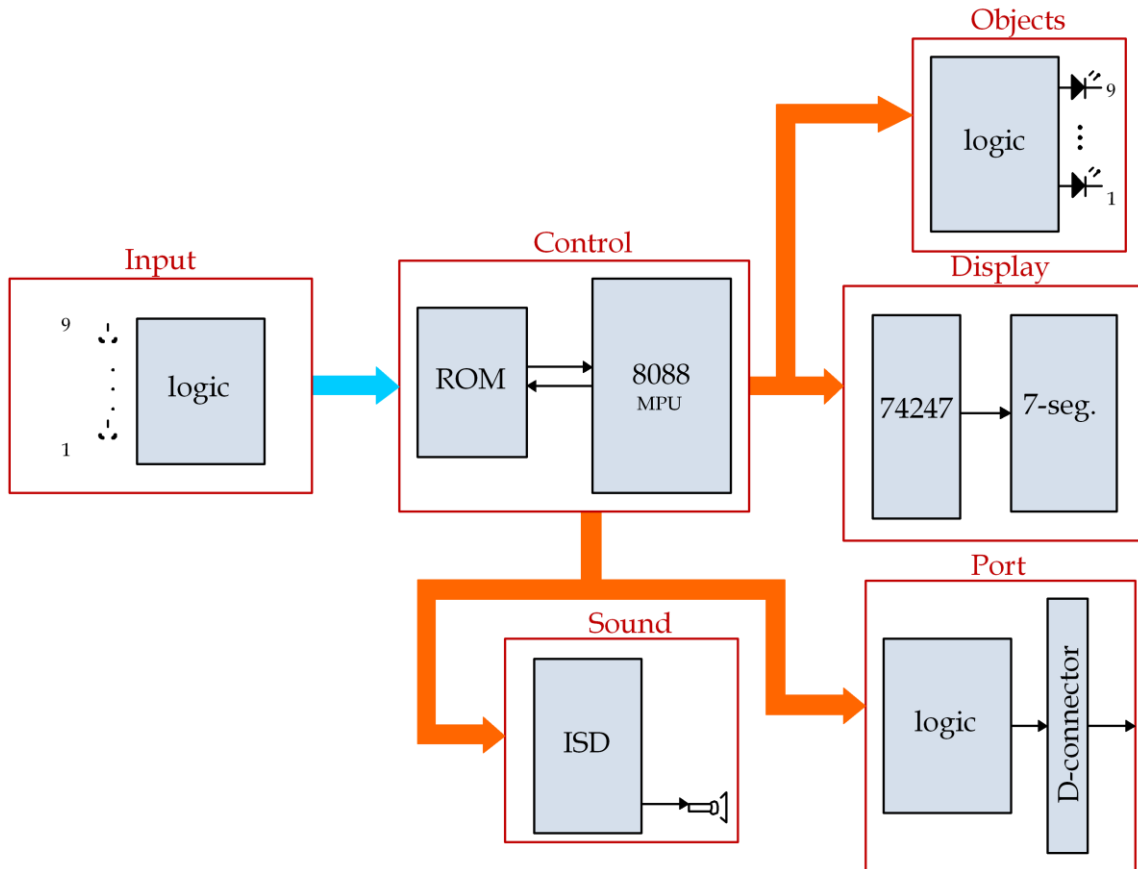 Objects
logic
9
1
Input
9
1
logic
Control
ROM
8088
MPU
Display
74247
7-seg.
Sound
ISD
Port
logic
D-connector